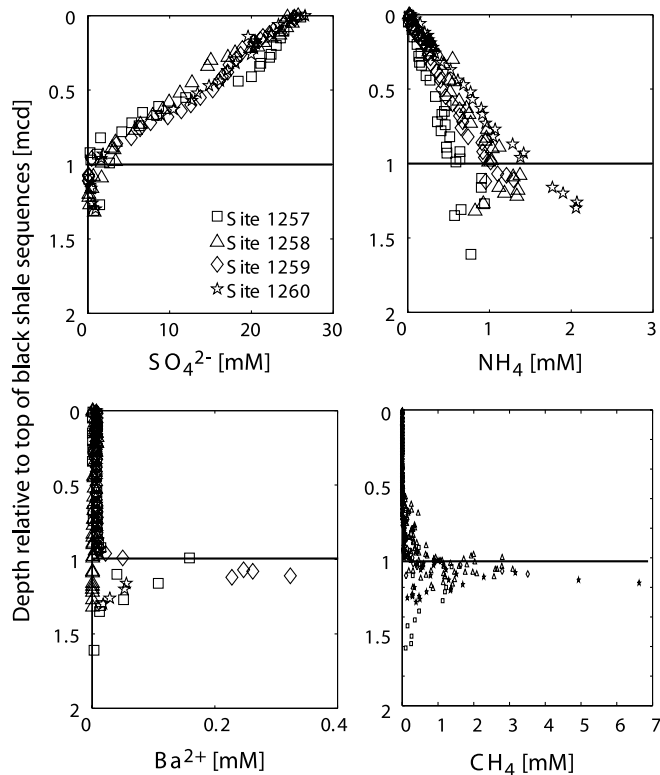 Depth relative to top of black shale sequences [mcd]
0
0.5
1
1.5
2
0 10 20 30
SO₄²⁻ [mM]
Site 1257
Site 1258
Site 1259
Site 1260
0
0.5
1
1.5
2
0 1 2 3
NH₄ [mM]
0
0.5
1
1.5
2
0 0.2 0.4
Ba²⁺ [mM]
0
0.5
1
1.5
2
0 1 2 3 4 5 6 7
CH₄ [mM]